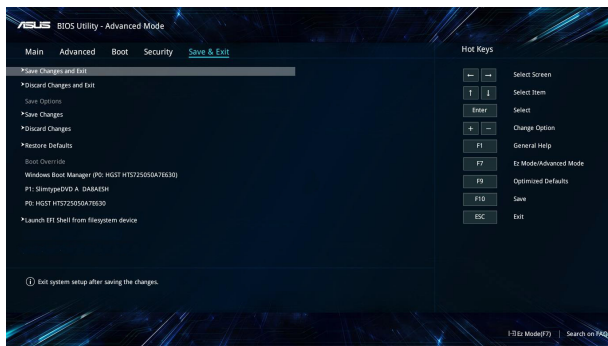 ASUS BIOS Utility - Advanced Mode
Main Advanced Boot Security Save & Exit
Save Changes and Exit
Discard Changes and Exit
Save Options
Save Changes
Discard Changes
Restore Defaults
Boot Override
Windows Boot Manager (P0: HGST HTS725050A7E630)
P1: SlimtypeDVD A DA8AESH
P0: HGST HTS725050A7E630
Launch EFI Shell from filesystem device
Exit system setup after saving the changes.
Hot Keys
← → Select Screen
↑ ↓ Select Item
Enter Select
+ − Change Option
F1 General Help
F7 Ez Mode/Advanced Mode
F9 Optimized Defaults
F10 Save
ESC Exit
Ez Mode(F7) | Search on FAQ